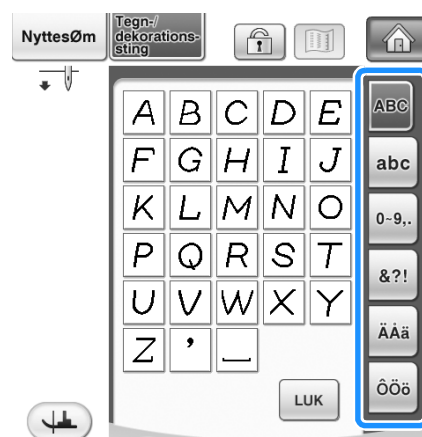 NyttesØm
Tegn-/
dekorations-
sting
A B C D E
F G H I J
K L M N O
P Q R S T
U V W X Y
Z ' _
LUK
ABC
abc
0~9,.
&?!
ÄÅä
ÔÖö